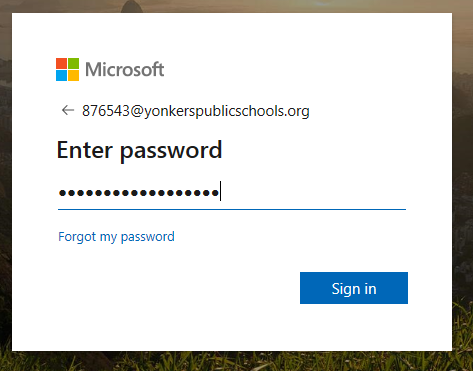 Microsoft
← 876543@yonkerspublicschools.org
Enter password
••••••••••••••••••
Forgot my password
Sign in